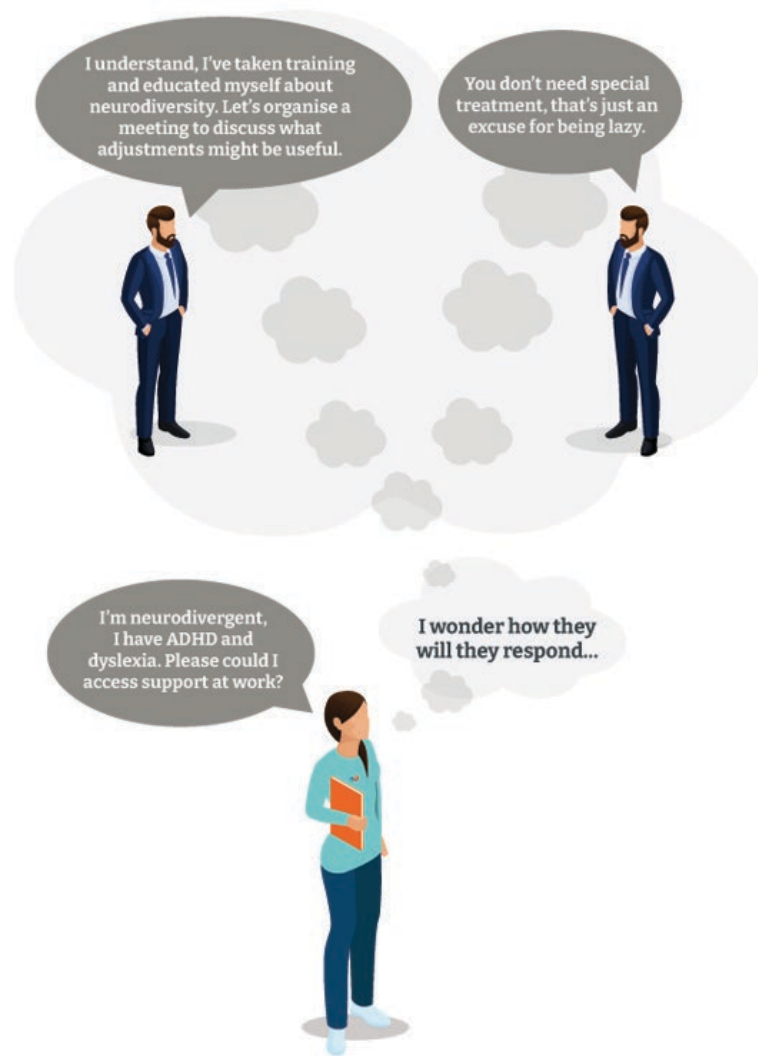 I understand, I’ve taken training
and educated myself about
neurodiversity. Let’s organise a
meeting to discuss what
adjustments might be useful.
You don’t need special
treatment, that’s just an
excuse for being lazy.
I’m neurodivergent,
I have ADHD and
dyslexia. Please could I
access support at work?
I wonder how they
will they respond...